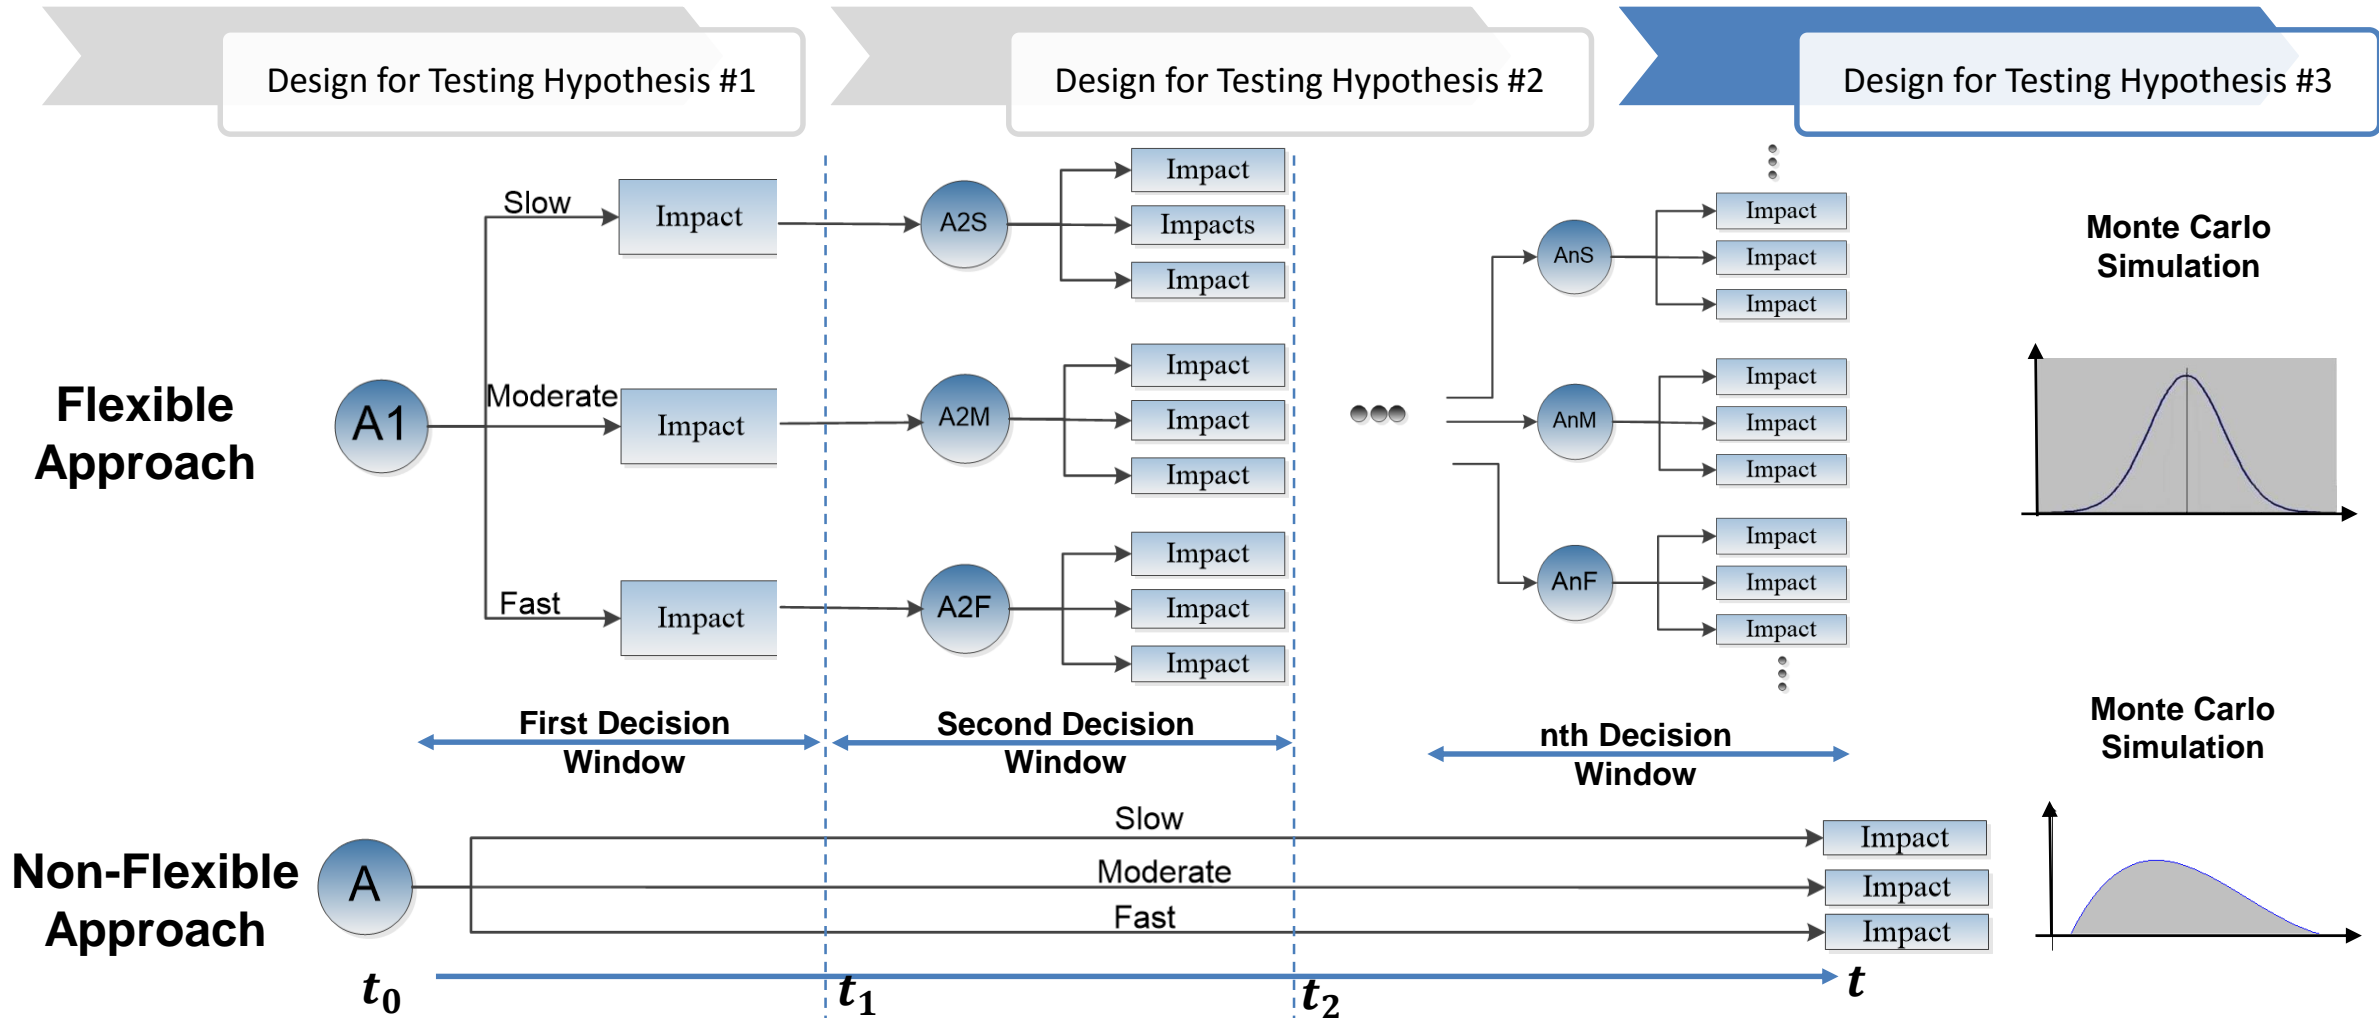 Design for Testing Hypothesis #1
Design for Testing Hypothesis #2
Design for Testing Hypothesis #3
Flexible
Approach
A1
Slow
Impact
Moderate
Impact
Fast
Impact
A2S
Impact
Impacts
Impact
A2M
Impact
Impact
Impact
A2F
Impact
Impact
Impact
AnS
Impact
Impact
Impact
AnM
Impact
Impact
Impact
AnF
Impact
Impact
Impact
Monte Carlo
Simulation
First Decision
Window
Second Decision
Window
nth Decision
Window
Monte Carlo
Simulation
Non-Flexible
Approach
A
Slow
Moderate
Fast
Impact
Impact
Impact
t₀
t₁
t₂
t